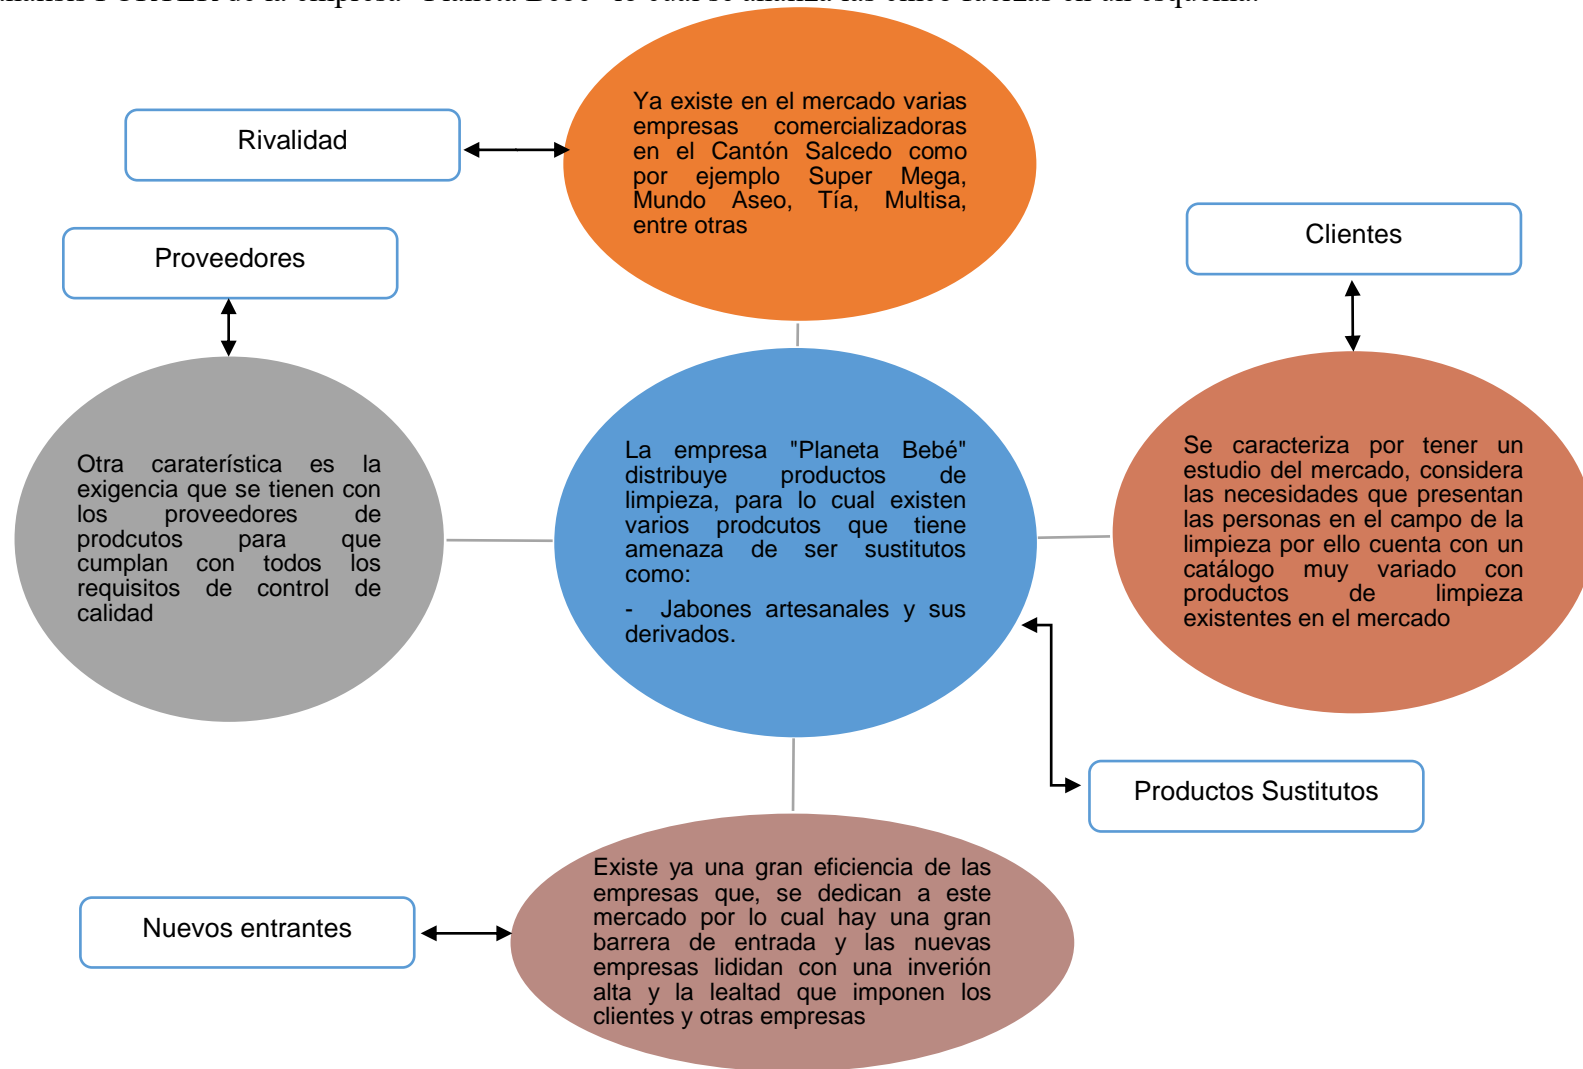 Rivalidad
Ya existe en el mercado varias
empresas comercializadoras
en el Cantón Salcedo como
por ejemplo Super Mega,
Mundo Aseo, Tía, Multisa,
entre otras
Proveedores
Clientes
Otra caraterística es la
exigencia que se tienen con
los proveedores de
prodcutos para que
cumplan con todos los
requisitos de control de
calidad
La empresa "Planeta Bebé"
distribuye productos de
limpieza, para lo cual existen
varios prodcutos que tiene
amenaza de ser sustitutos
como:
- Jabones artesanales y sus
derivados.
Se caracteriza por tener un
estudio del mercado, considera
las necesidades que presentan
las personas en el campo de la
limpieza por ello cuenta con un
catálogo muy variado con
productos de limpieza
existentes en el mercado
Productos Sustitutos
Nuevos entrantes
Existe ya una gran eficiencia de las
empresas que, se dedican a este
mercado por lo cual hay una gran
barrera de entrada y las nuevas
empresas lididan con una inverión
alta y la lealtad que imponen los
clientes y otras empresas